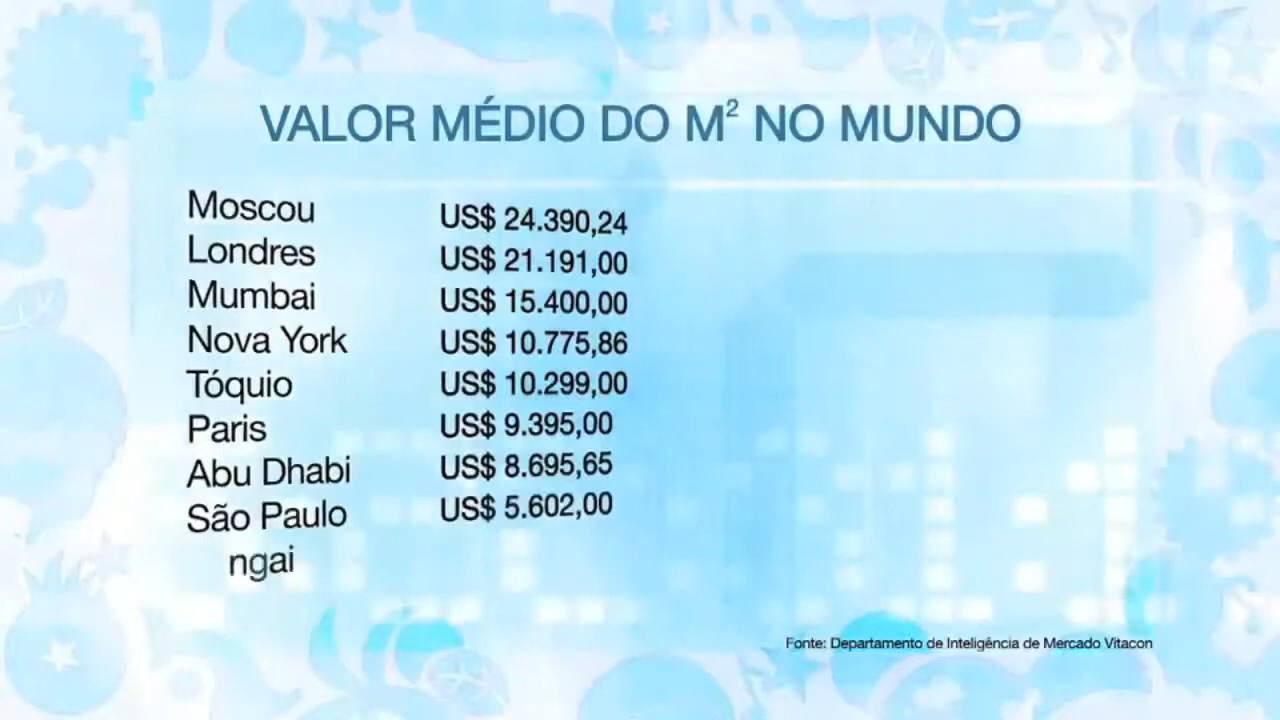 VALOR MÉDIO DO M² NO MUNDO
Moscou US$ 24.390,24
Londres US$ 21.191,00
Mumbai US$ 15.400,00
Nova York US$ 10.775,86
Tóquio US$ 10.299,00
Paris US$ 9.395,00
Abu Dhabi US$ 8.695,65
São Paulo US$ 5.602,00
ngai
Fonte: Departamento de Inteligência de Mercado Vitacon